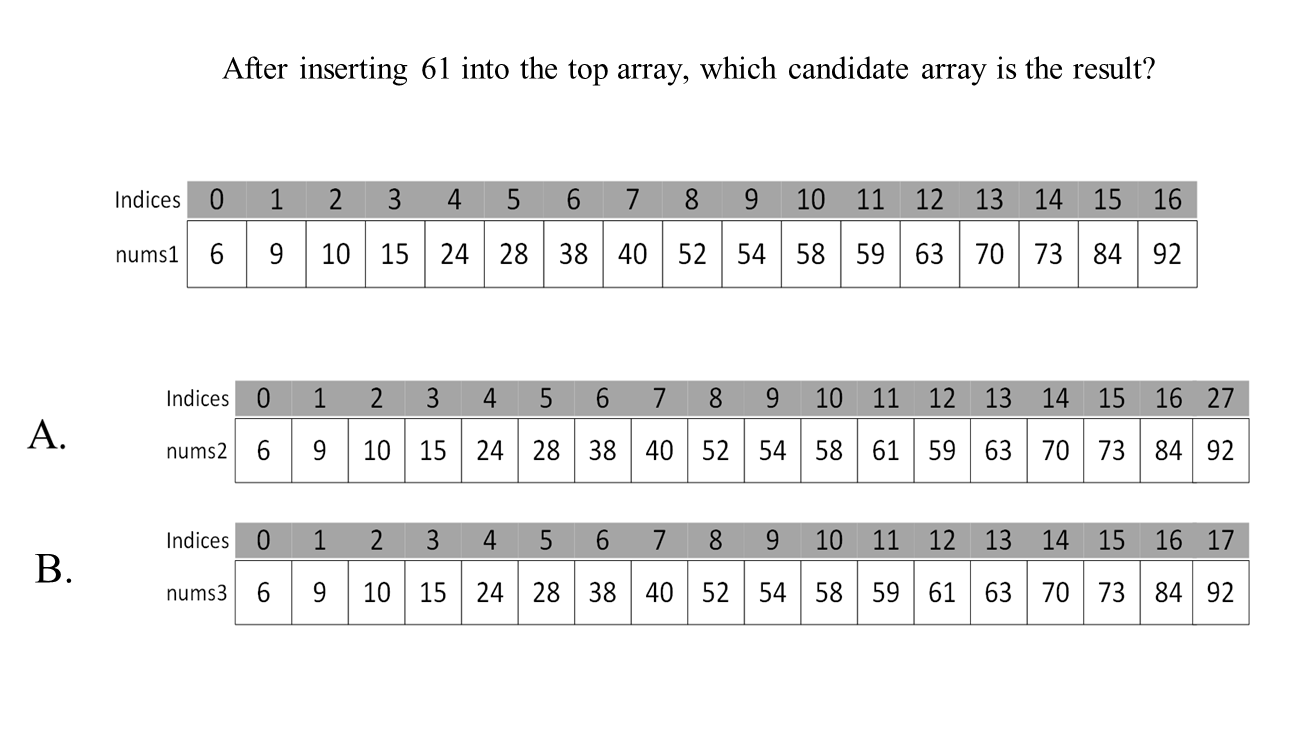 After inserting 61 into the top array, which candidate array is the result?
Indices 0 1 2 3 4 5 6 7 8 9 10 11 12 13 14 15 16
nums1 6 9 10 15 24 28 38 40 52 54 58 59 63 70 73 84 92
A.
Indices 0 1 2 3 4 5 6 7 8 9 10 11 12 13 14 15 16 27
nums2 6 9 10 15 24 28 38 40 52 54 58 61 59 63 70 73 84 92
B.
Indices 0 1 2 3 4 5 6 7 8 9 10 11 12 13 14 15 16 17
nums3 6 9 10 15 24 28 38 40 52 54 58 59 61 63 70 73 84 92